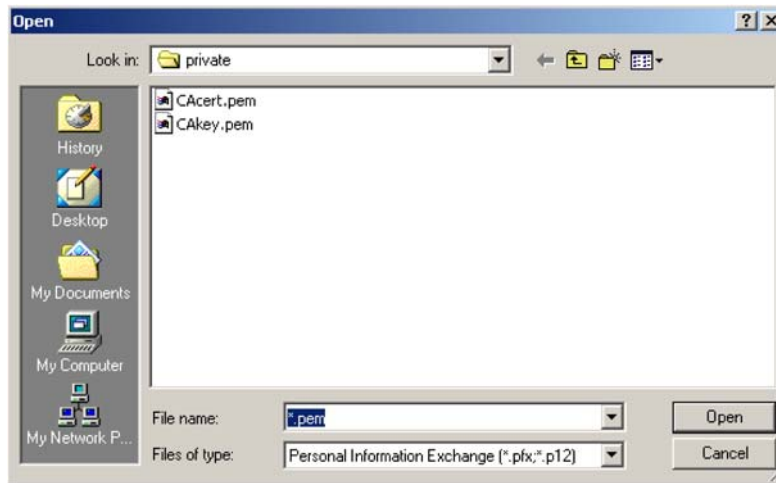 Open
Look in: private
CAcert.pem
CAkey.pem
History
Desktop
My Documents
My Computer
My Network P...
File name: *.pem Open
Files of type: Personal Information Exchange (*.pfx;*.p12) Cancel